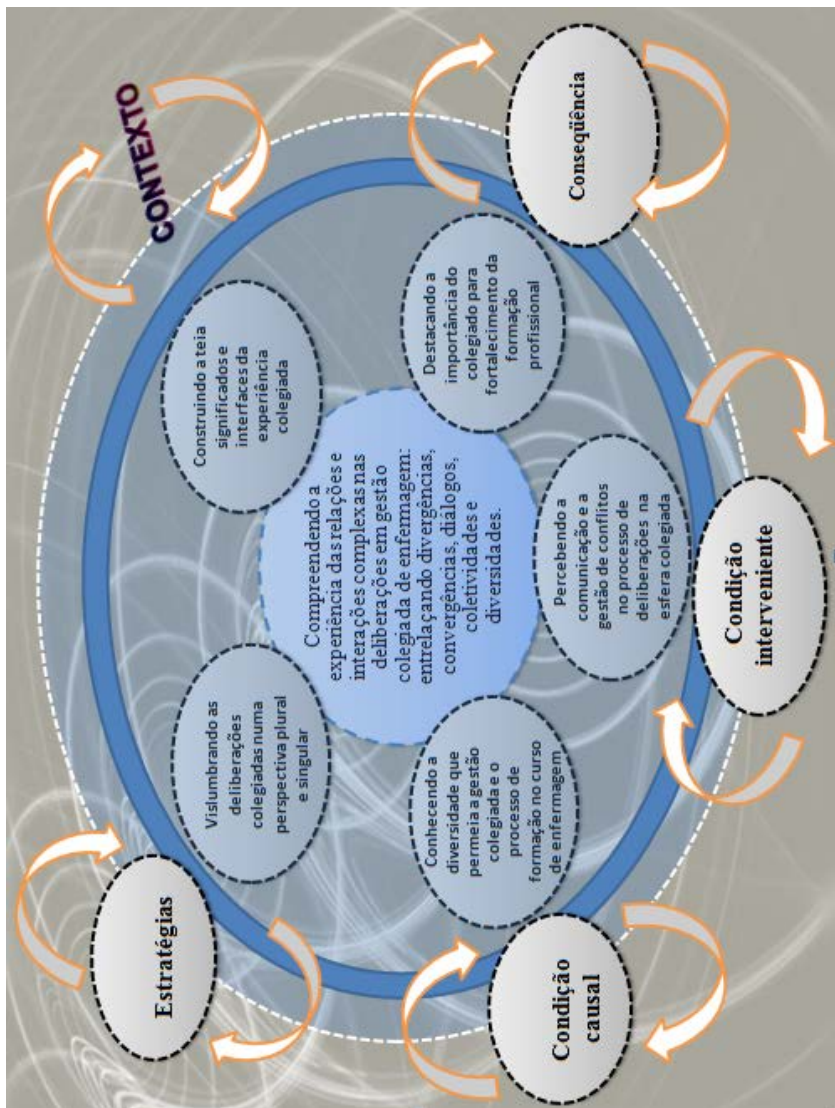 CONTEXTO
Estratégias
Vislumbrando as
deliberações
colegiadas numa
perspectiva plural
e singular
Construindo a teia
significados e
interfaces da
experiência
colegiada
Compreendendo a
experiência das relações e
interações complexas nas
deliberações em gestão
colegiada de enfermagem:
entrelaçando divergências,
convergências, diálogos,
coletividades e
diversidades.
Conhecendo a
diversidade que
permeia a gestão
colegiada e o
processo de
formação no curso
de enfermagem
Destacando a
importância do
colegiado para
fortalecimento da
formação
profissional
Percebendo a
comunicação e a
gestão de conflitos
no processo de
deliberações na
esfera colegiada
Condição
causal
Conseqüência
Condição
interveniente